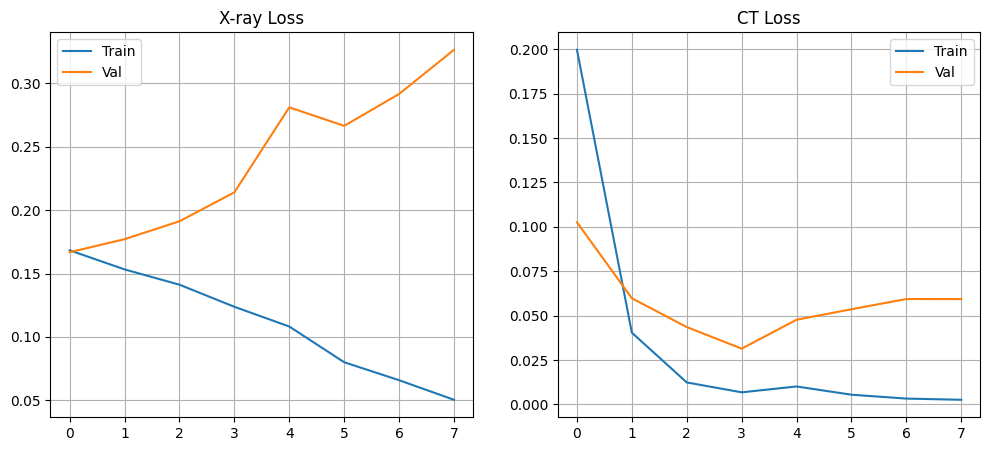 X-ray Loss
Train
Val
0.30
0.25
0.20
0.15
0.10
0.05
0 1 2 3 4 5 6 7
CT Loss
Train
Val
0.200
0.175
0.150
0.125
0.100
0.075
0.050
0.025
0.000
0 1 2 3 4 5 6 7